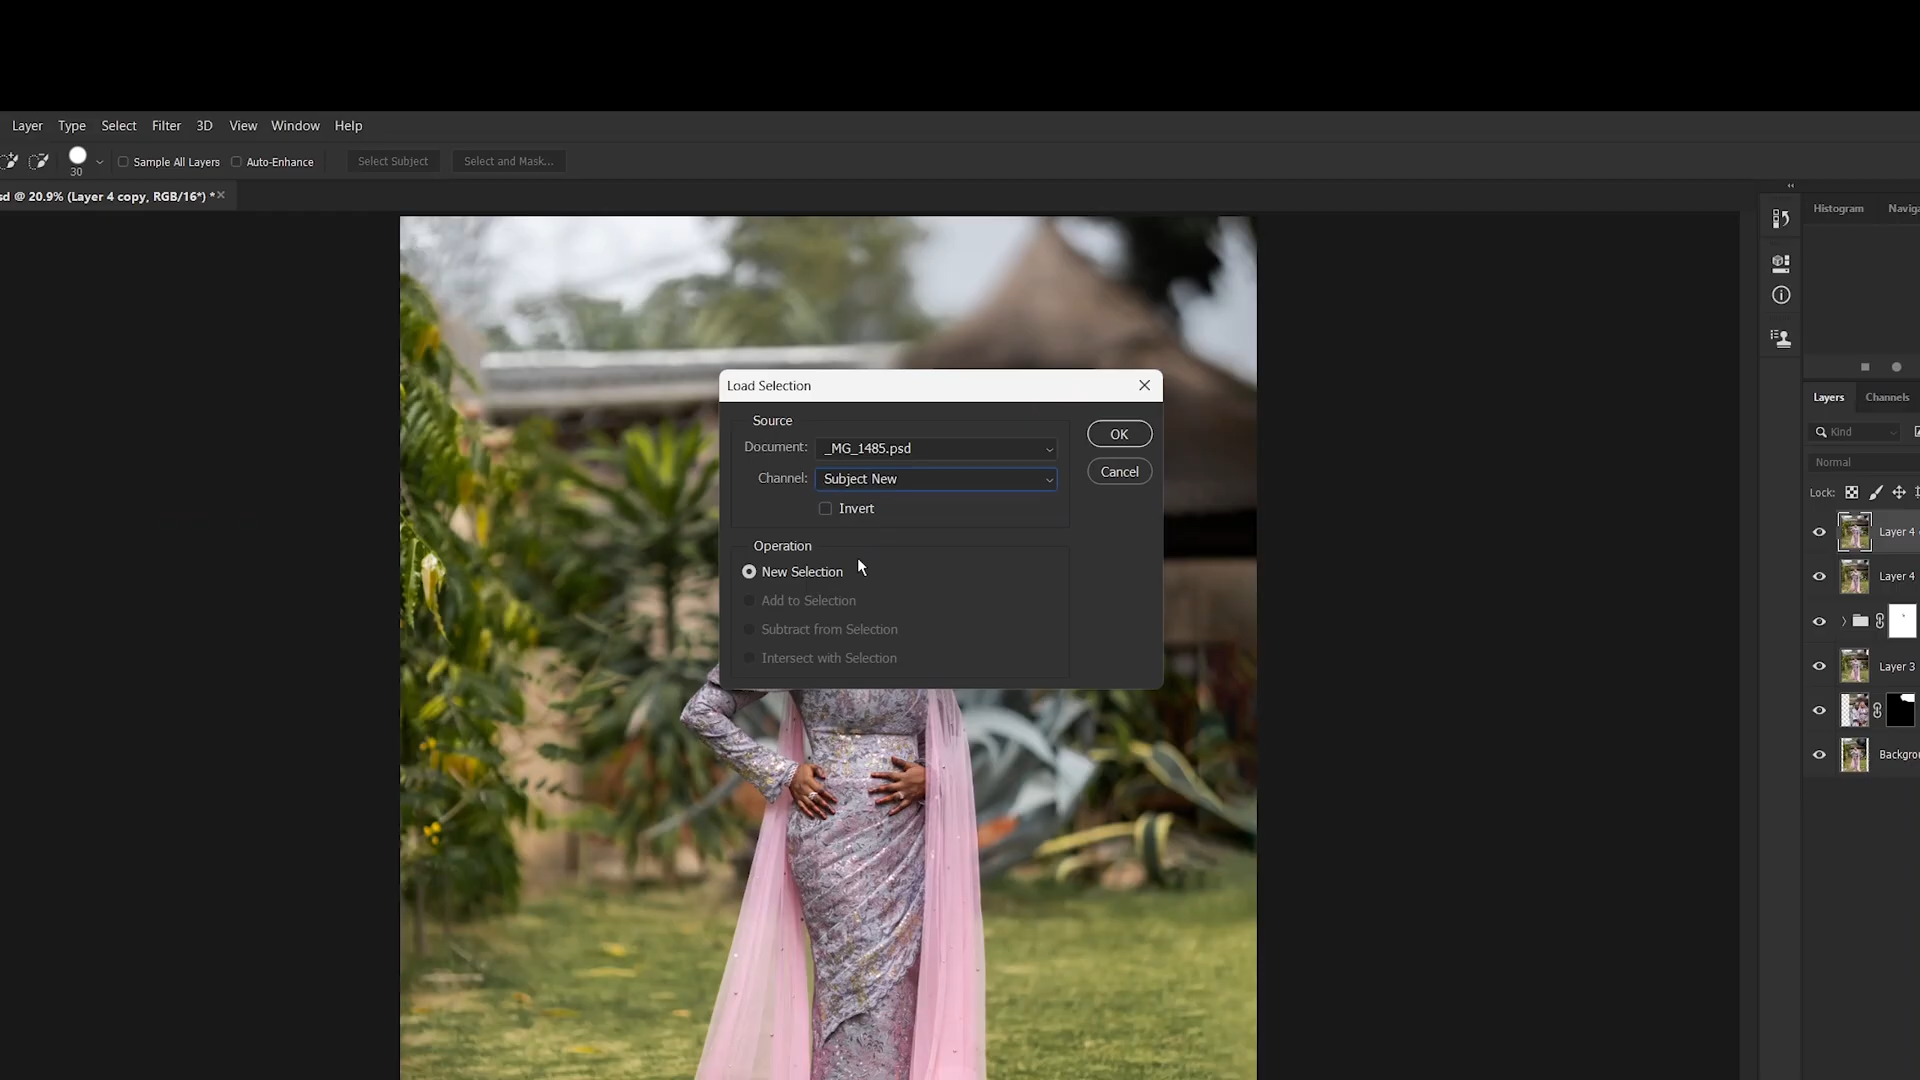 Layer Type Select Filter 3D View Window Help
30 Sample All Layers Auto-Enhance Select Subject Select and Mask...
sd @ 20.9% (Layer 4 copy, RGB/16*) *
Histogram Naviga
Load Selection
Source
Document: _MG_1485.psd
OK
Channel: Subject New
Cancel
Invert
Operation
New Selection
Add to Selection
Subtract from Selection
Intersect with Selection
Layers Channels
Kind
Normal
Lock:
Layer 4
Layer 4
Layer 3
Backgrou